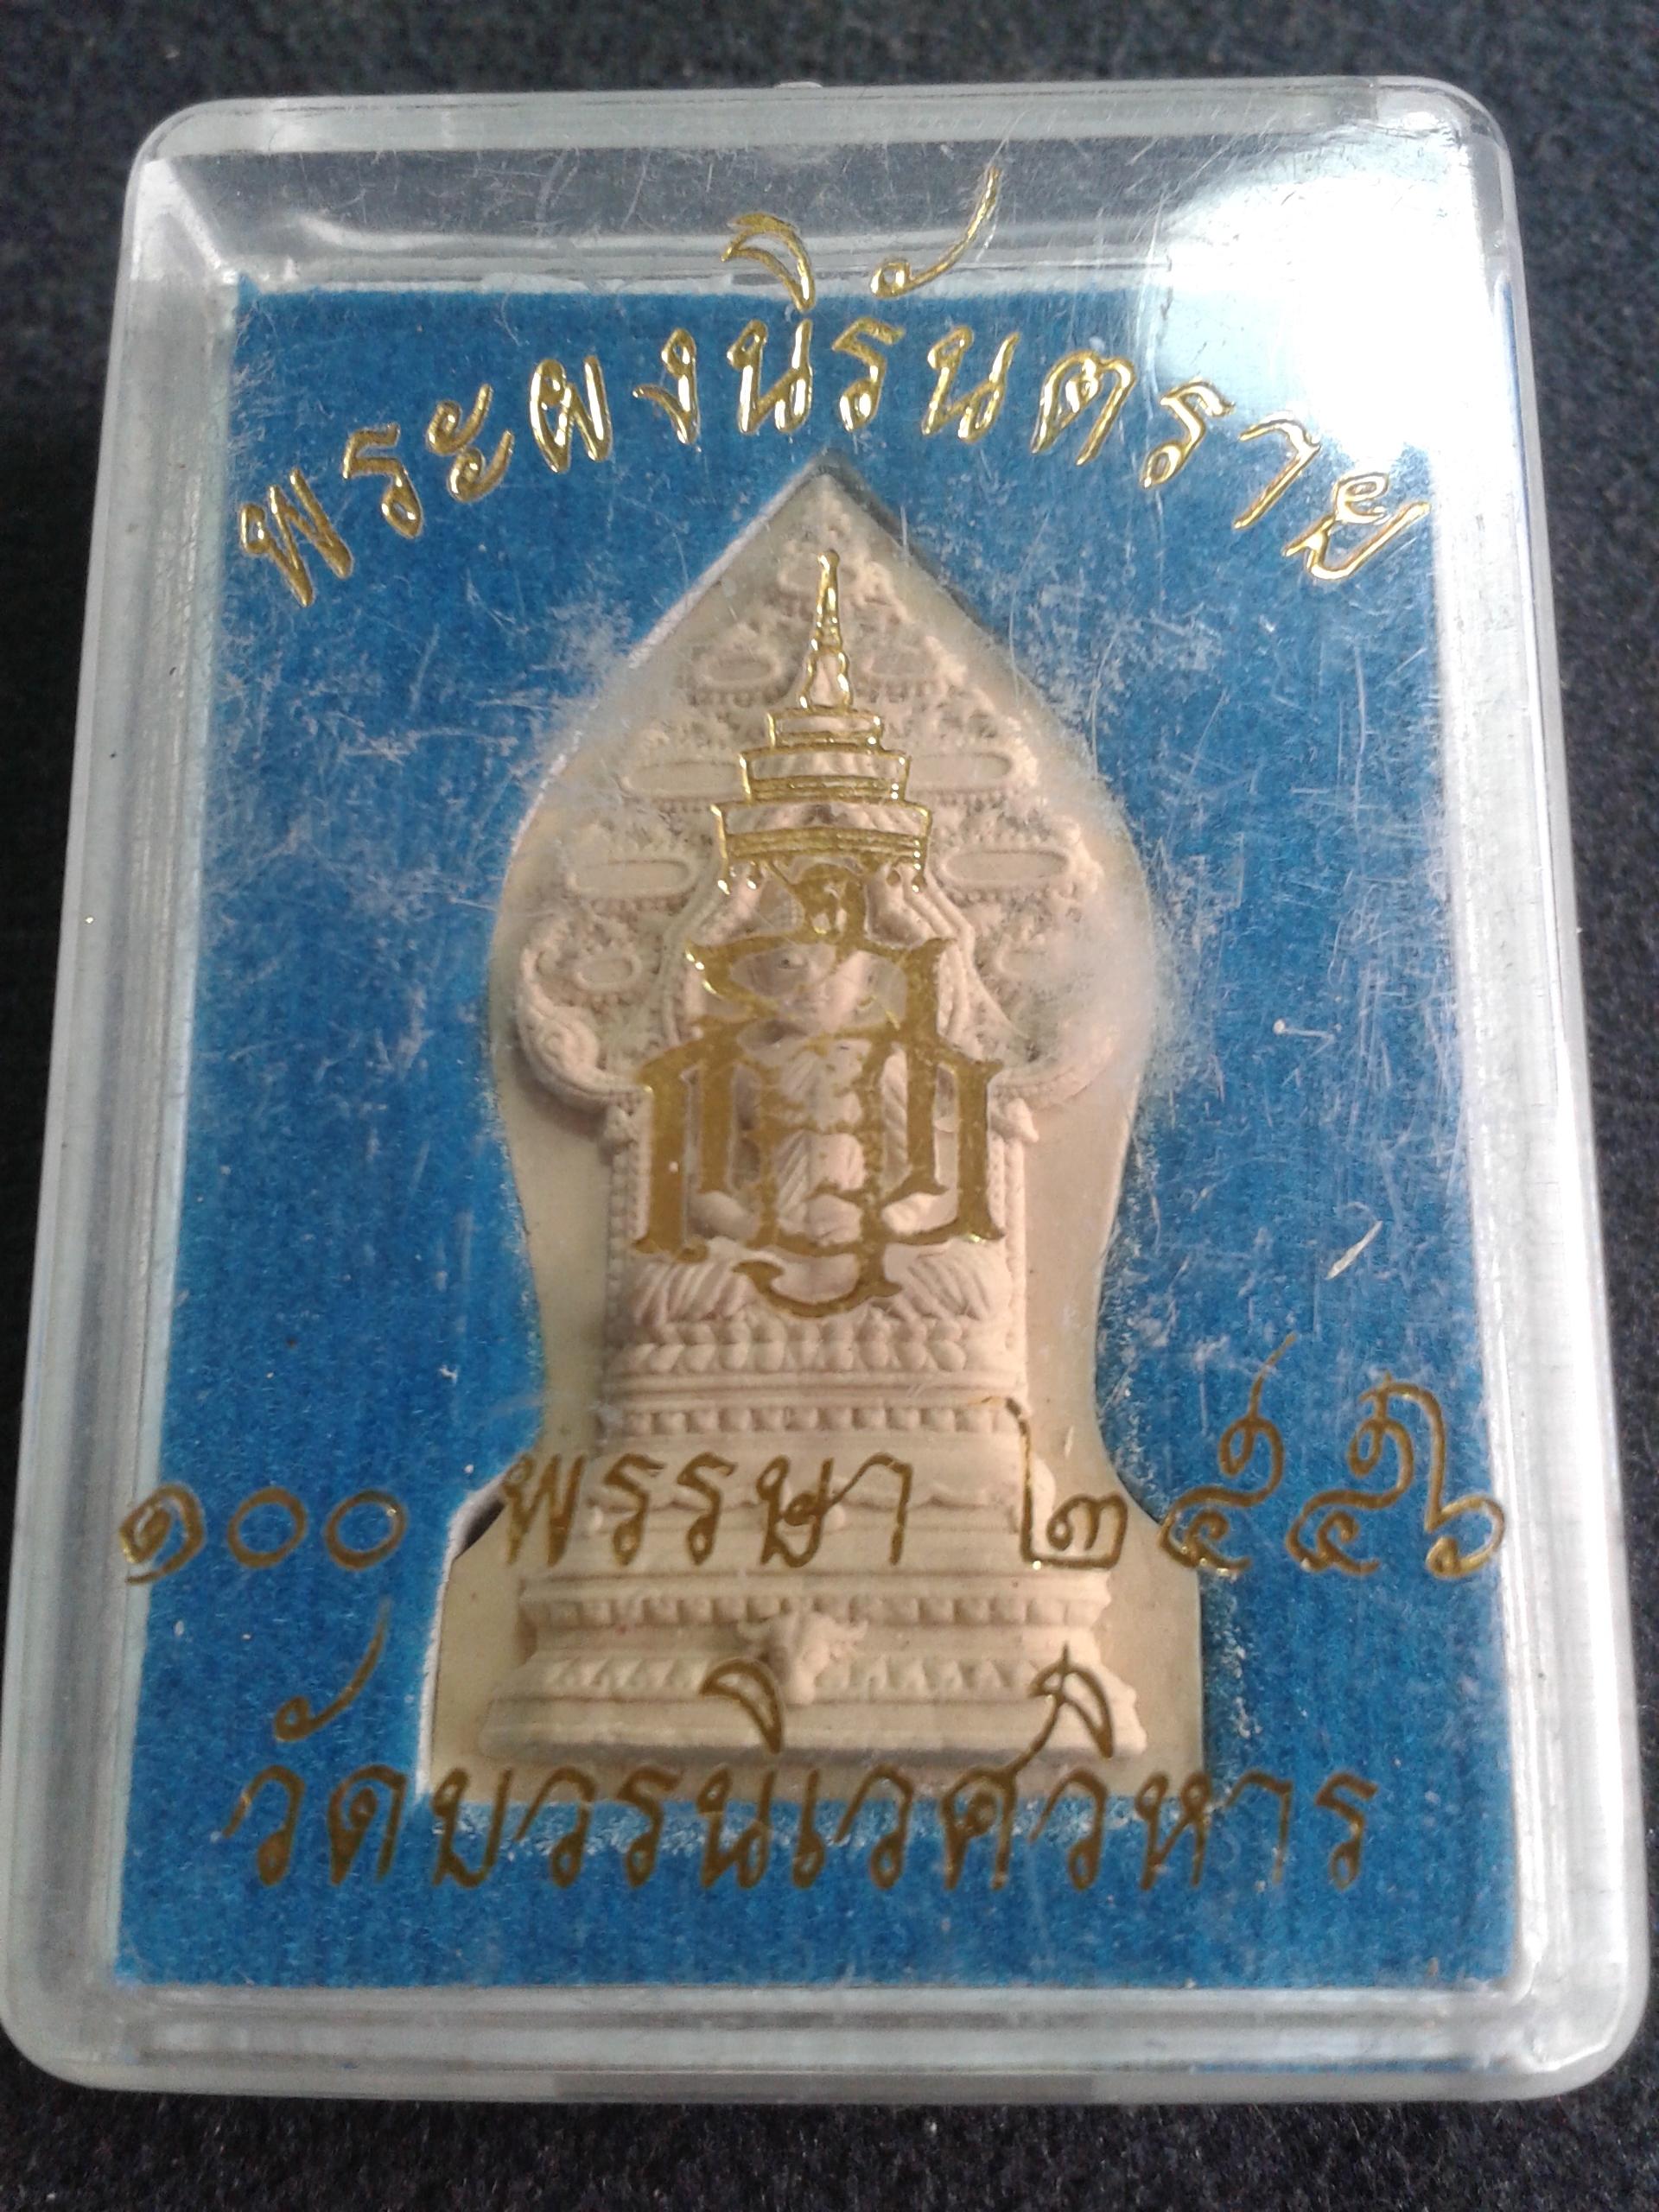 พระผงนิรันตราย
๑๐๐ พรรษา ๒๕๕๖
วัดบวรนิเวศวิหาร